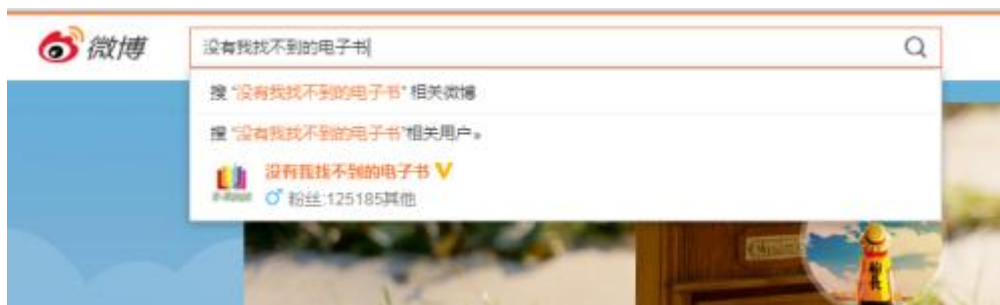 微博
没有我找不到的电子书
搜 “没有我找不到的电子书” 相关微博
搜 “没有我找不到的电子书”相关用户。
没有我找不到的电子书 V
粉丝:125185其他